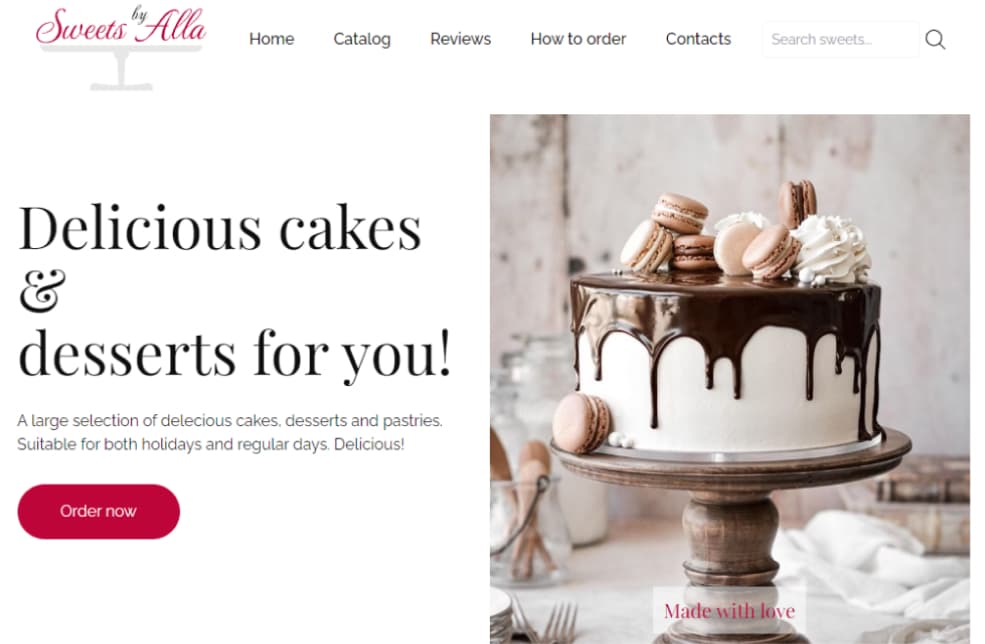 Sweets by Alla
Home
Catalog
Reviews
How to order
Contacts
Search sweets...
Delicious cakes
&
desserts for you!
A large selection of delecious cakes, desserts and pastries.
Suitable for both holidays and regular days. Delicious!
Order now
Made with love